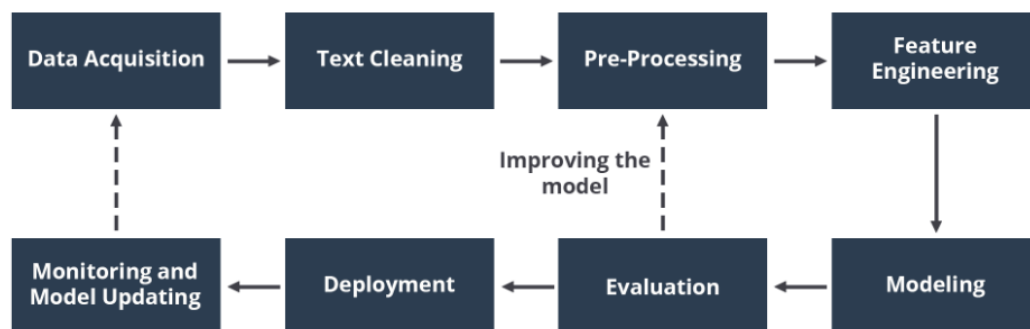 Data Acquisition
Text Cleaning
Pre-Processing
Feature
Engineering
Improving the
model
Monitoring and
Model Updating
Deployment
Evaluation
Modeling